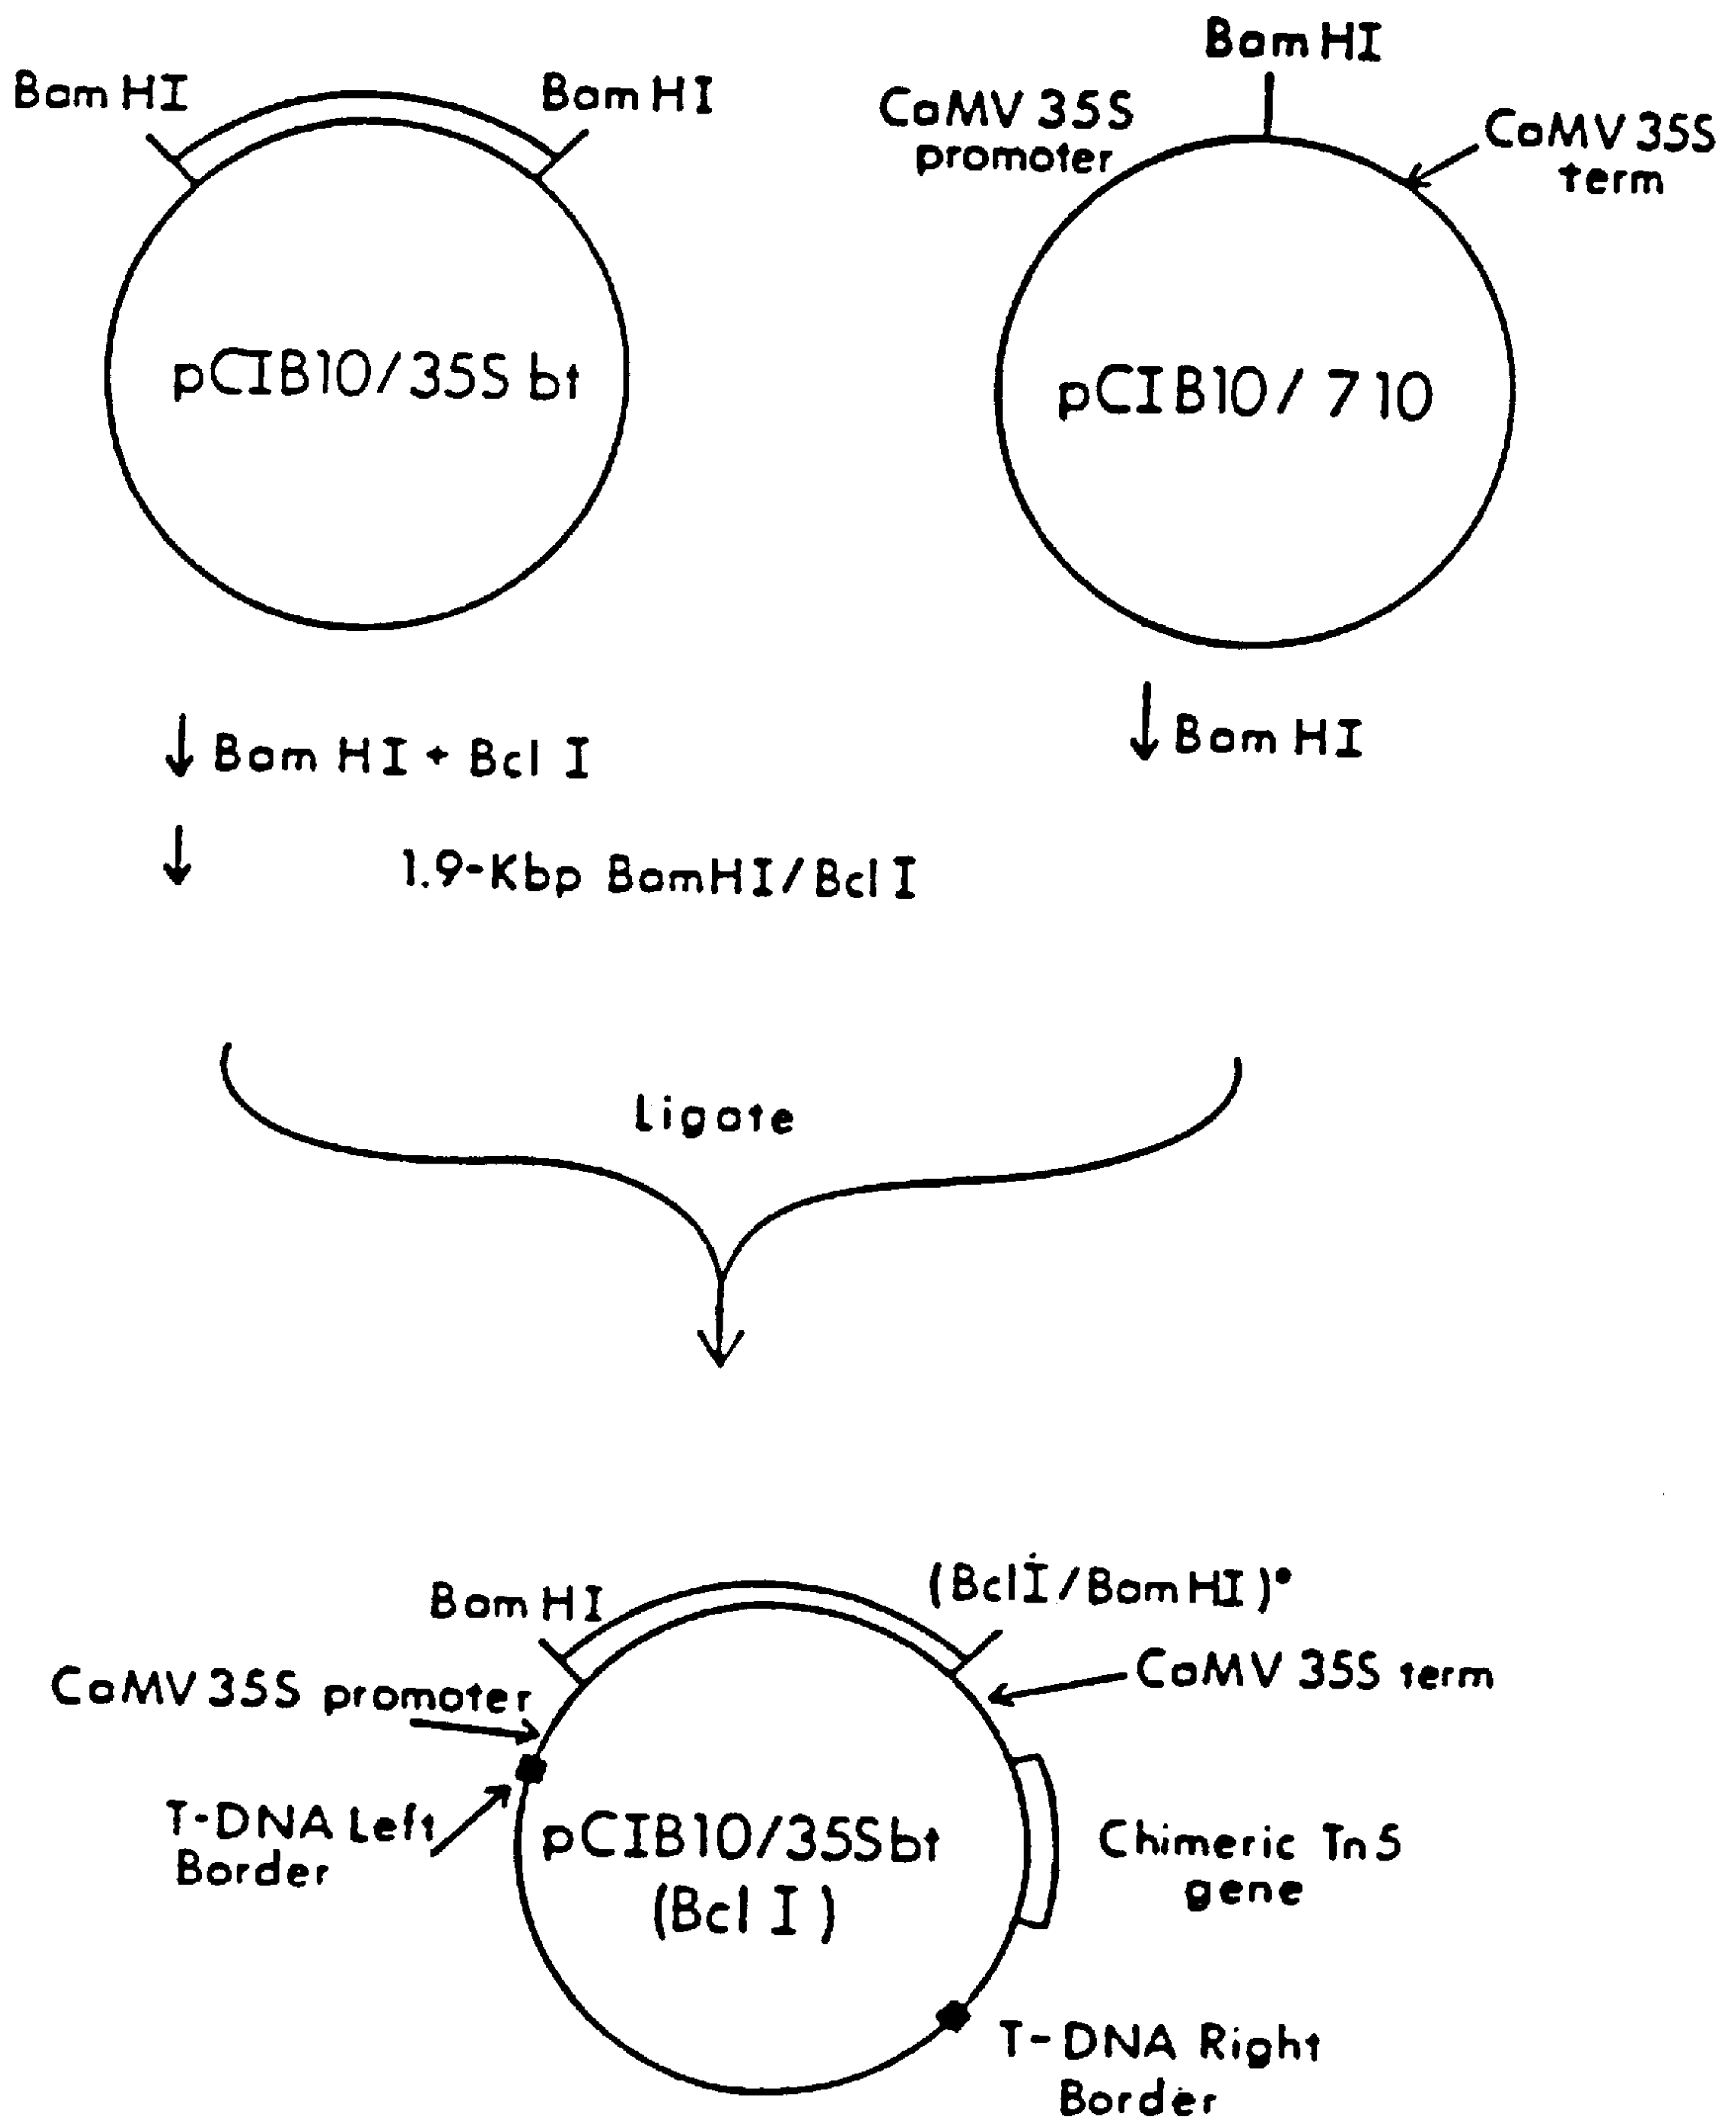 Bam HI
Bam HI
Bam HI
CaMV 35S
promoter
CaMV 35S
term
pCIB10/35S bt
pCIB10/710
Bam HI + Bcl I
Bam HI
1.9-Kbp BamHI/Bcl I
Ligate
Bam HI
(BclI/BamHI)*
CaMV 35S promoter
CaMV 35S term
T-DNA Left
Border
pCIB10/35Sbt
(Bcl I)
Chimeric Tn5
gene
T-DNA Right
Border